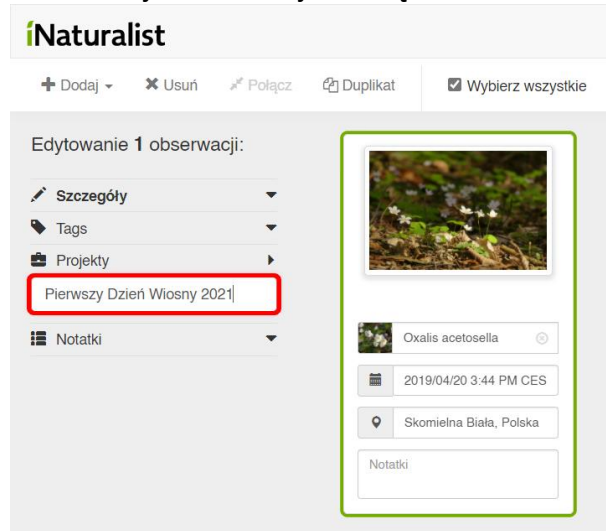 iNaturalist
Dodaj Usuń Połącz Duplikat Wybierz wszystkie
Edytowanie 1 obserwacji:
Szczegóły
Tags
Projekty
Pierwszy Dzień Wiosny 2021
Notatki
Oxalis acetosella
2019/04/20 3:44 PM CES
Skomielna Biała, Polska
Notatki